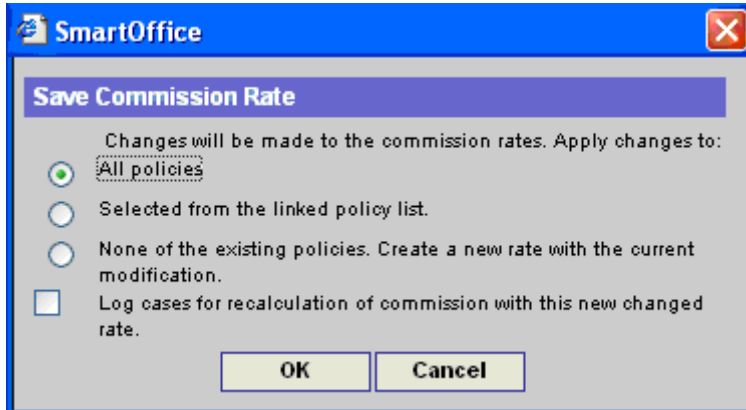 SmartOffice
Save Commission Rate
Changes will be made to the commission rates. Apply changes to:
All policies
Selected from the linked policy list.
None of the existing policies. Create a new rate with the current
modification.
Log cases for recalculation of commission with this new changed
rate.
OK Cancel